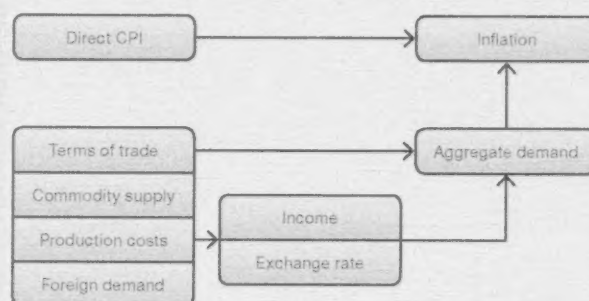 Direct CPI
Inflation
Terms of trade
Aggregate demand
Commodity supply
Income
Production costs
Exchange rate
Foreign demand